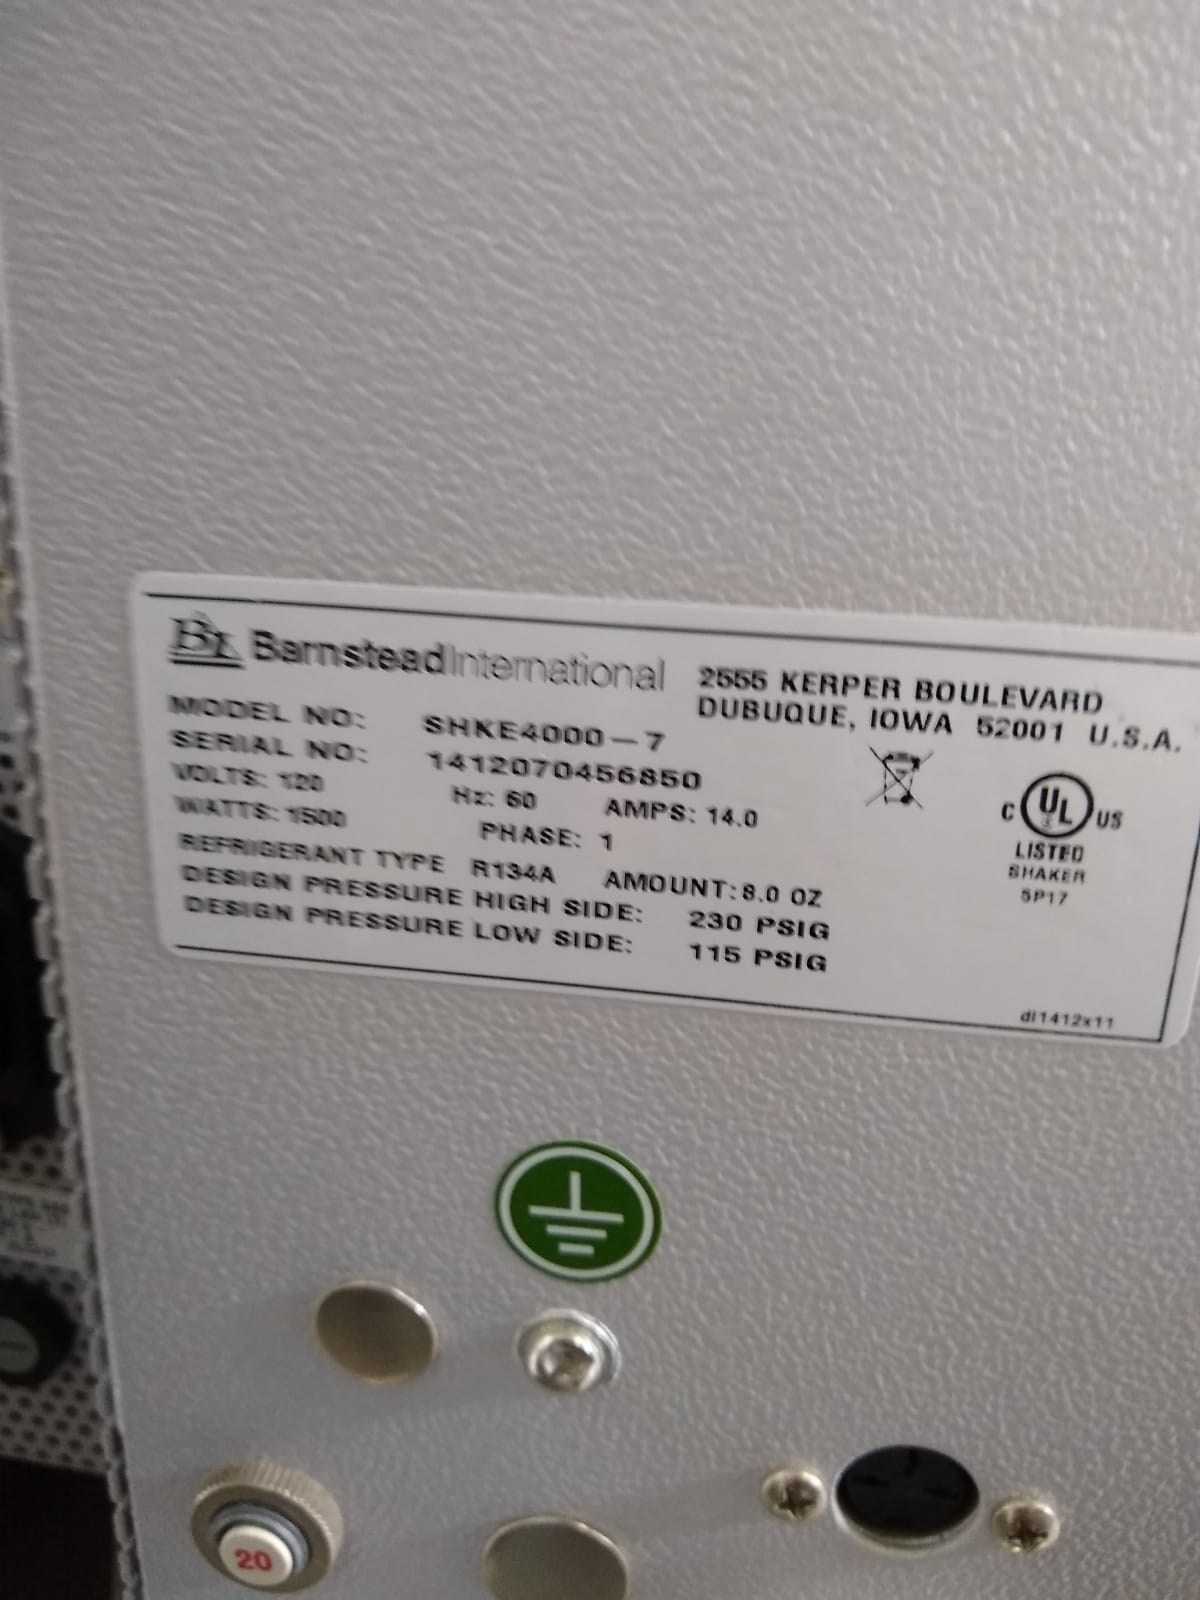 BI BarnsteadInternational
2555 KERPER BOULEVARD
DUBUQUE, IOWA 52001 U.S.A.
MODEL NO: SHKE4000-7
SERIAL NO: 1412070456850
VOLTS: 120 Hz: 60 AMPS: 14.0
WATTS: 1500 PHASE: 1
REFRIGERANT TYPE R134A AMOUNT: 8.0 OZ
DESIGN PRESSURE HIGH SIDE: 230 PSIG
DESIGN PRESSURE LOW SIDE: 115 PSIG
C UL US
LISTED
SHAKER
5P17
dl1412x11
20